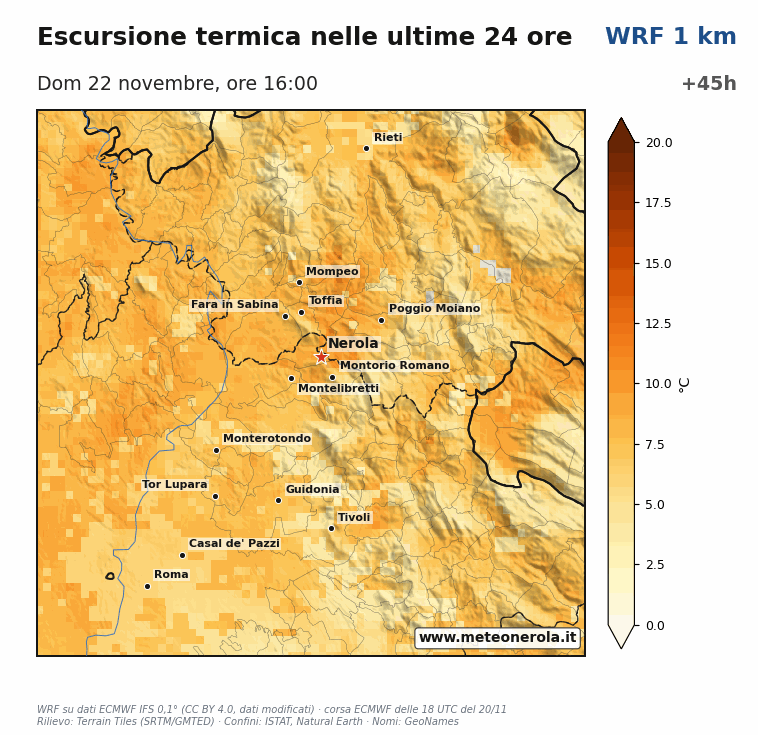 Escursione termica nelle ultime 24 ore
WRF 1 km
Dom 22 novembre, ore 16:00
+45h
Rieti
Mompeo
Fara in Sabina
Toffia
Poggio Moiano
Nerola
Montorio Romano
Montelibretti
Monterotondo
Tor Lupara
Guidonia
Tivoli
Casal de' Pazzi
Roma
www.meteonerola.it
20.0
17.5
15.0
12.5
10.0
7.5
5.0
2.5
0.0
°C
WRF su dati ECMWF IFS 0,1° (CC BY 4.0, dati modificati) · corsa ECMWF delle 18 UTC del 20/11
Rilievo: Terrain Tiles (SRTM/GMTED) · Confini: ISTAT, Natural Earth · Nomi: GeoNames